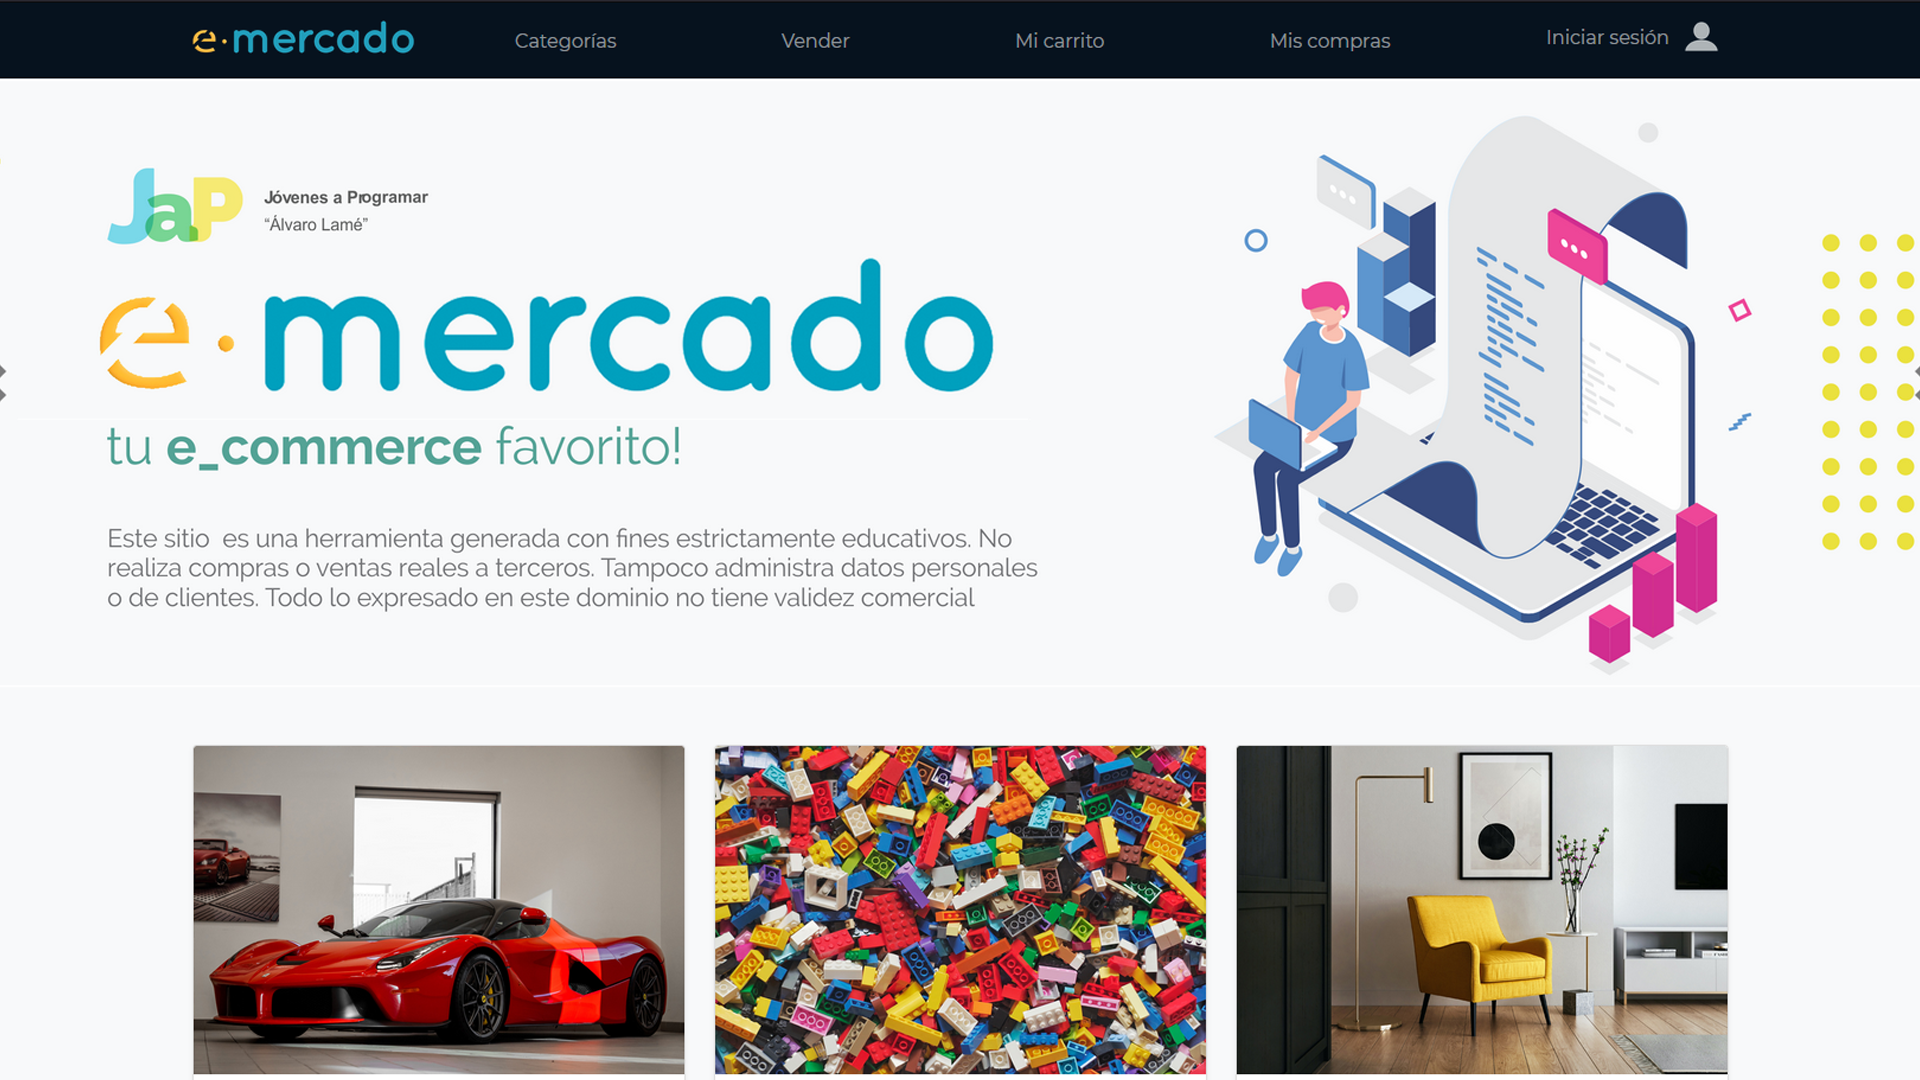 e·mercado
Categorías
Vender
Mi carrito
Mis compras
Iniciar sesión
JaP
Jóvenes a Programar
“Álvaro Lamé”
e·mercado
tu e_commerce favorito!
Este sitio es una herramienta generada con fines estrictamente educativos. No
realiza compras o ventas reales a terceros. Tampoco administra datos personales
o de clientes. Todo lo expresado en este dominio no tiene validez comercial